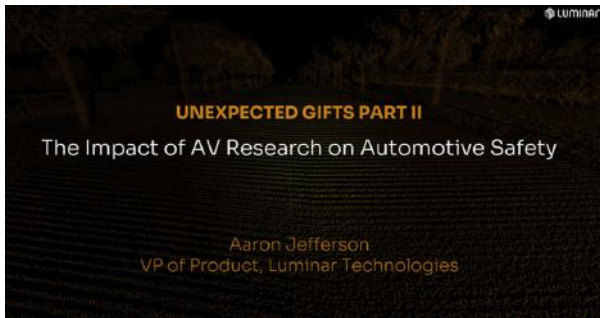 LUMINAR
UNEXPECTED GIFTS PART II
The Impact of AV Research on Automotive Safety
Aaron Jefferson
VP of Product, Luminar Technologies